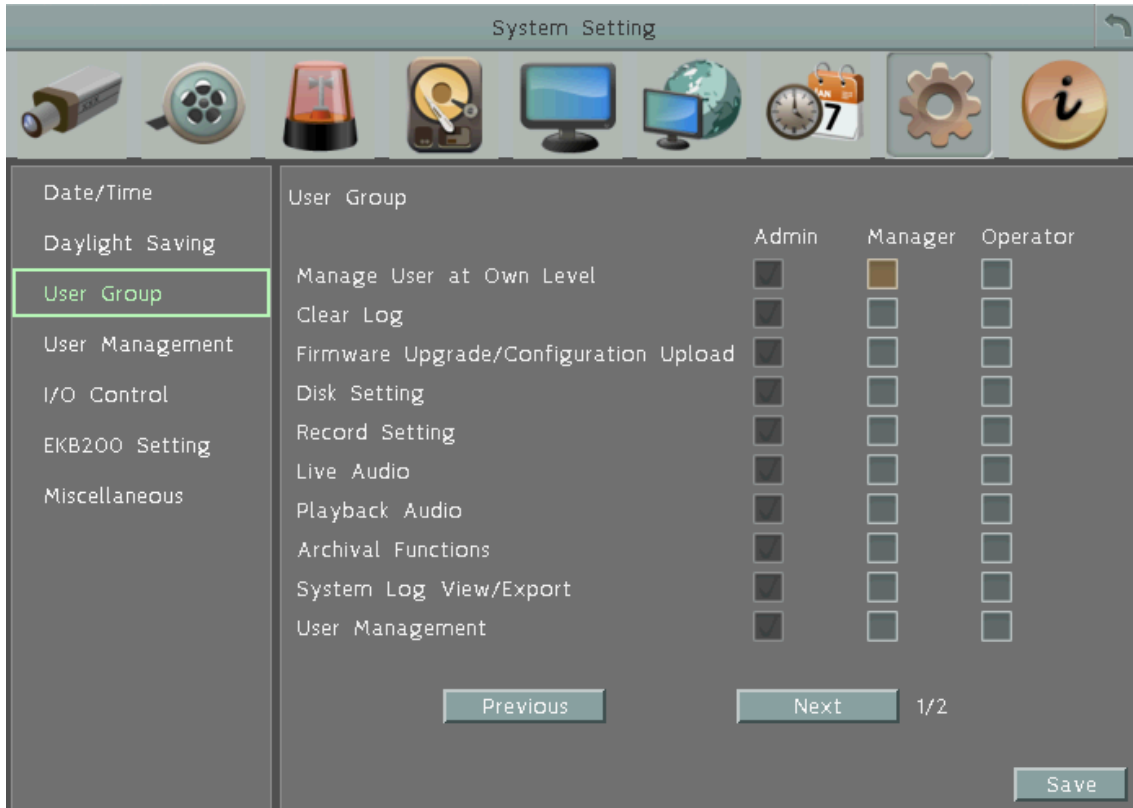 System Setting
JAN
7
i
Date/Time
Daylight Saving
User Group
User Management
I/O Control
EKB200 Setting
Miscellaneous
User Group
Admin Manager Operator
Manage User at Own Level
Clear Log
Firmware Upgrade/Configuration Upload
Disk Setting
Record Setting
Live Audio
Playback Audio
Archival Functions
System Log View/Export
User Management
Previous Next 1/2
Save